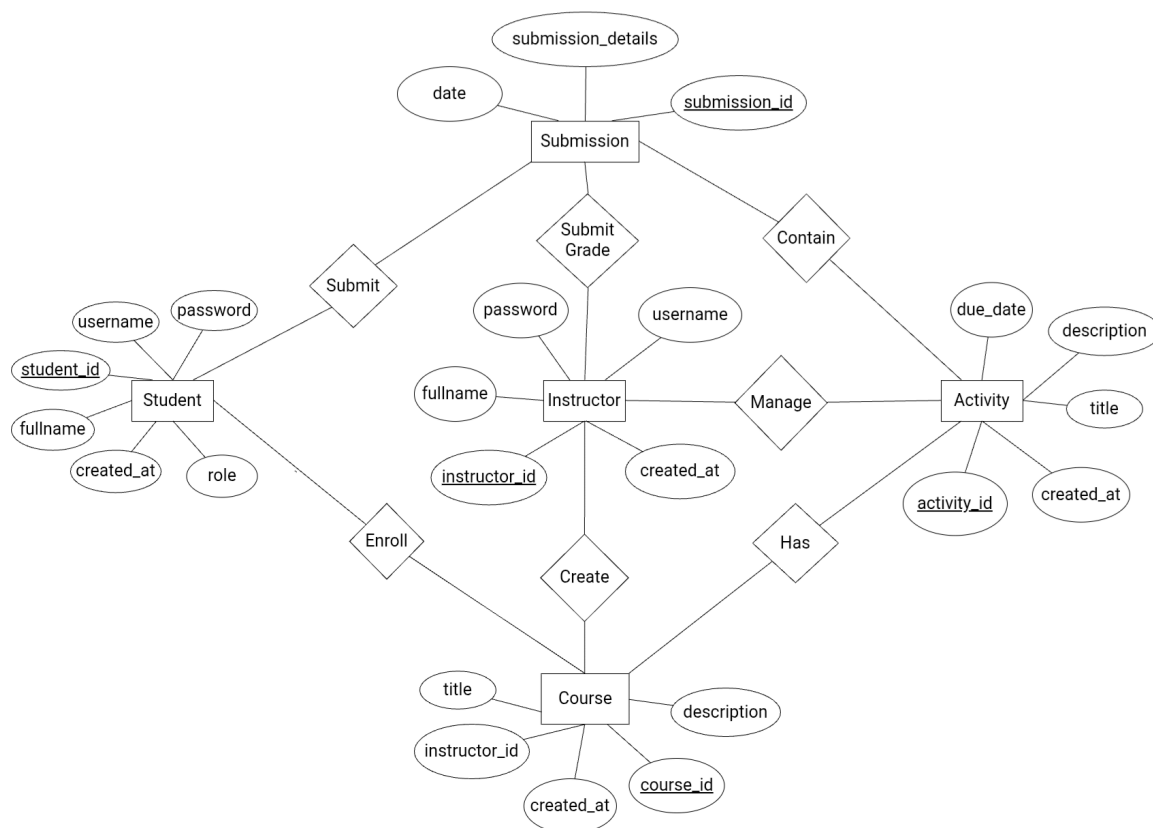 submission_details
date
submission_id
Submission
Submit
Grade
Contain
Submit
password
username
password
username
due_date
description
student_id
fullname
Student
Instructor
Manage
Activity
title
fullname
created_at
role
instructor_id
created_at
activity_id
created_at
Enroll
Has
Create
title
Course
description
instructor_id
course_id
created_at